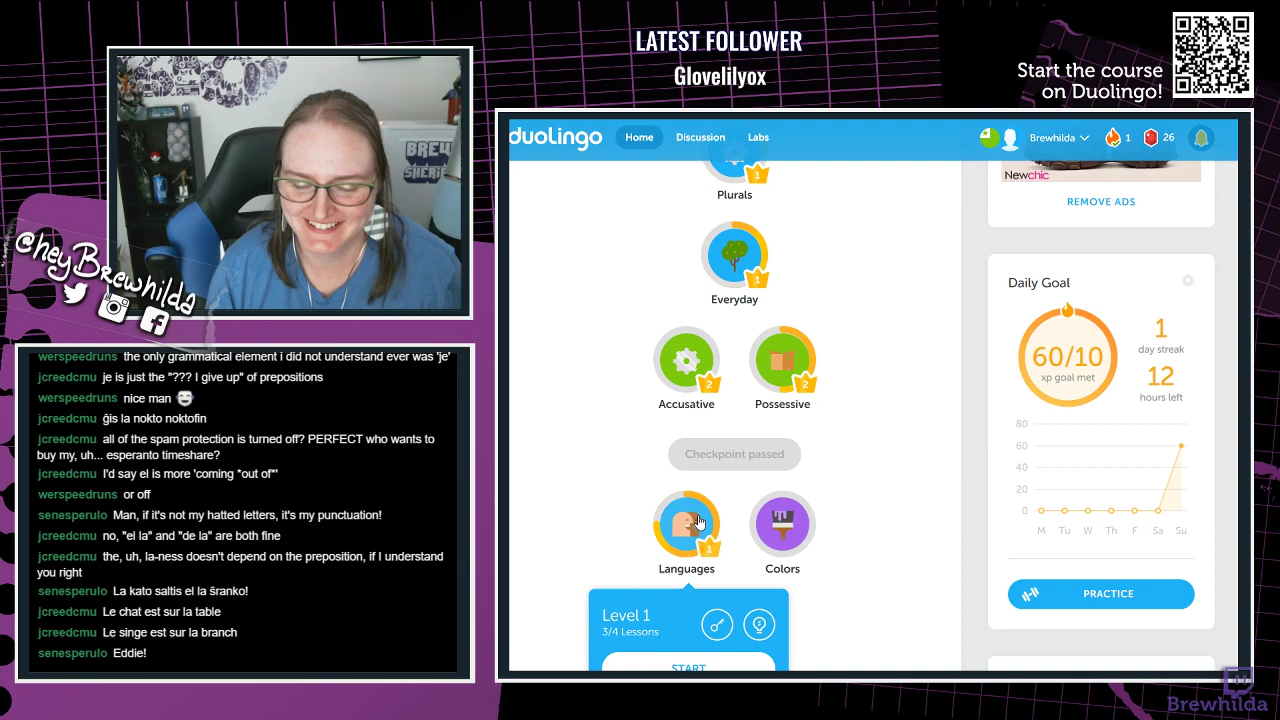 LATEST FOLLOWER
Glovelilyox
Start the course
on Duolingo!
BREW
SHERIF
@heyBrewhilda
werspeedruns the only grammatical element i did not understand ever was 'je'
jcreedcmu je is just the "??? I give up" of prepositions
werspeedruns nice man
jcreedcmu ĝis la nokto noktofin
jcreedcmu all of the spam protection is turned off? PERFECT who wants to
buy my, uh... esperanto timeshare?
jcreedcmu I'd say el is more 'coming *out of*'
werspeedruns or off
senesperulo Man, if it's not my hatted letters, it's my punctuation!
jcreedcmu no, "el la" and "de la" are both fine
jcreedcmu the, uh, la-ness doesn't depend on the preposition, if I understand
you right
senesperulo La kato saltis el la ŝranko!
jcreedcmu Le chat est sur la table
jcreedcmu Le singe est sur la branch
senesperulo Eddie!
duolingo
Home
Discussion
Labs
Brewhilda
1
26
1
Plurals
1
Everyday
2
Accusative
2
Possessive
Checkpoint passed
1
Languages
Colors
Level 1
3/4 Lessons
START
Newchic
REMOVE ADS
Daily Goal
60/10
xp goal met
1
day streak
12
hours left
80
60
40
20
0
M Tu W Th F Sa Su
PRACTICE
Brewhilda